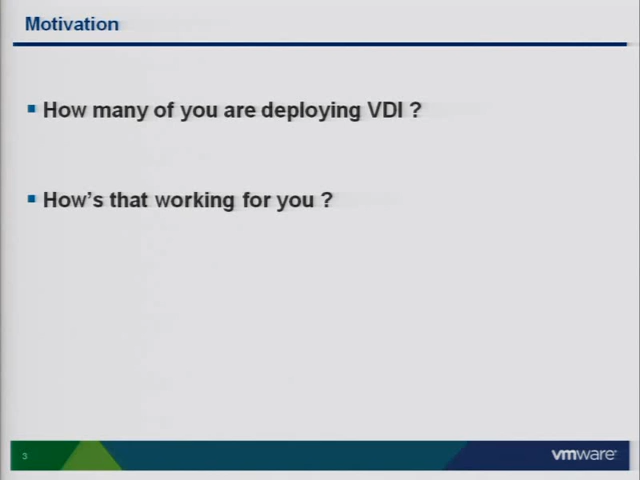 Motivation
How many of you are deploying VDI ?
How's that working for you ?
3
vmware